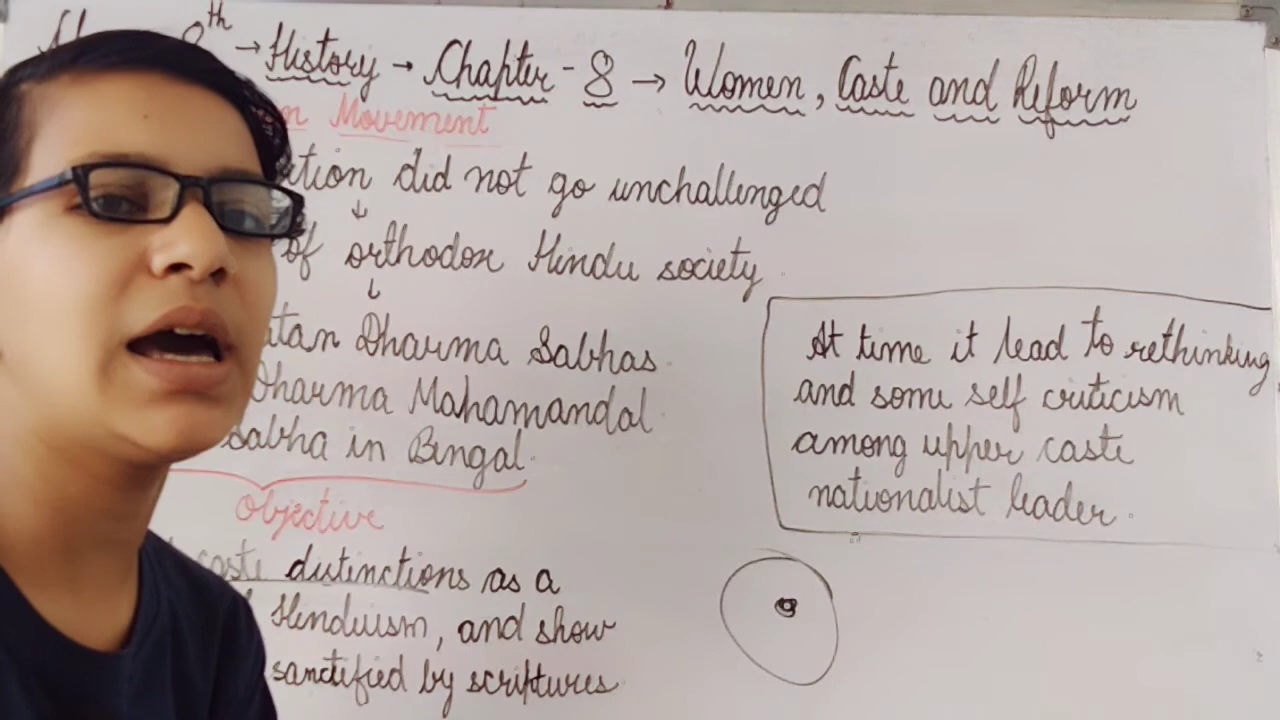 8th → History → Chapter - 8 → Women, Caste and Reform
Movement
did not go unchallenged
↓
of orthodox Hindu society
↓
Dharma Sabhas
Dharma Mahamandal
Sabha in Bengal.
Objective
caste distinctions as a
Hinduism, and show
sanctified by scriptures
At time it lead to rethinking
and some self criticism
among upper caste
nationalist leader.